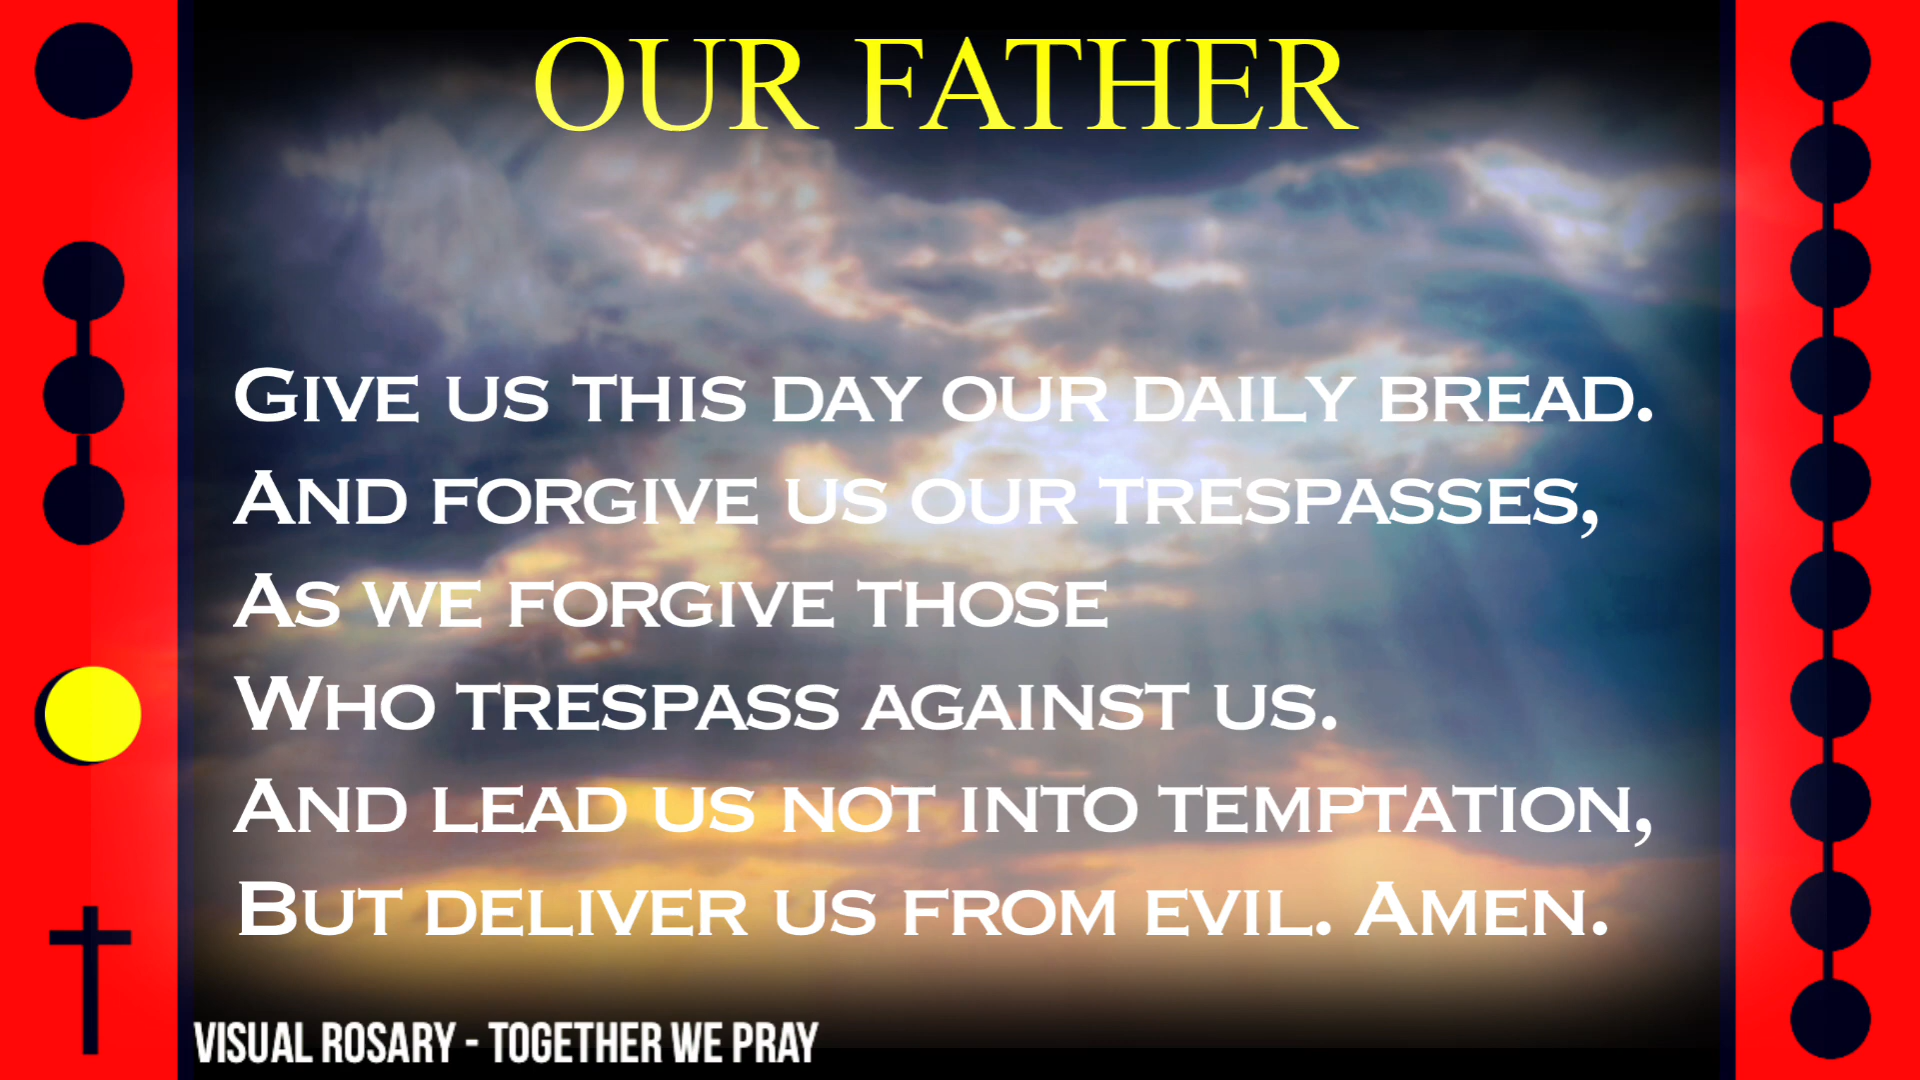 OUR FATHER
Give us this day our daily bread.
And forgive us our trespasses,
As we forgive those
Who trespass against us.
And lead us not into temptation,
But deliver us from evil. Amen.
VISUAL ROSARY - TOGETHER WE PRAY